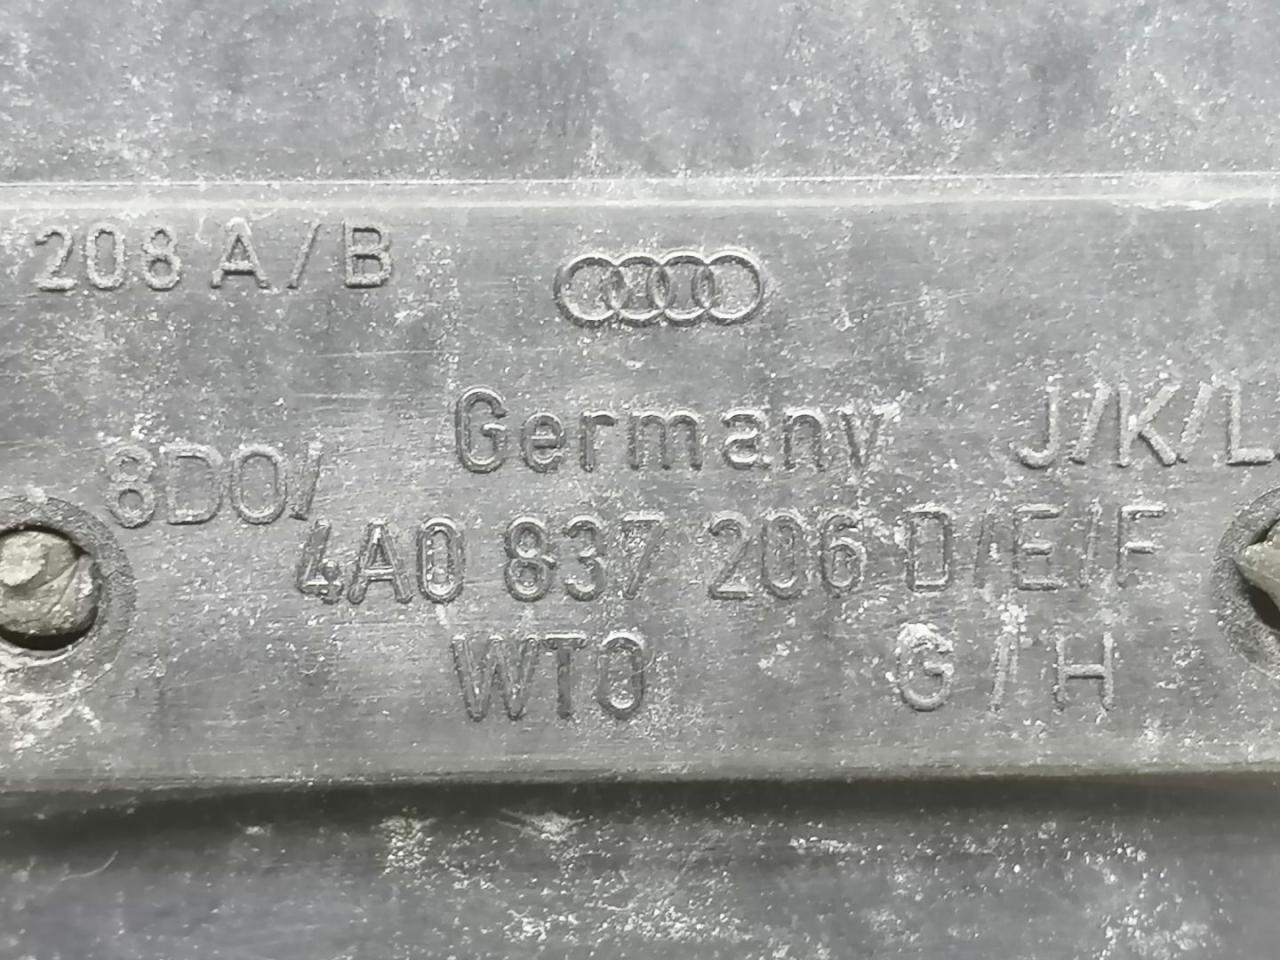 208 A/B
Germany
J/K/L
8D0/
4A0 837 206 D/E/F
WTO
G/H